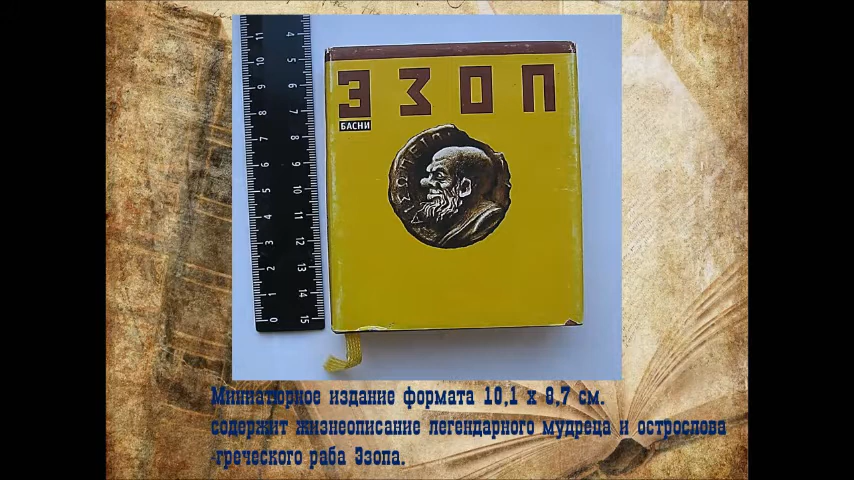 ЭЗОП
БАСНИ
Миниатюрное издание формата 10,1 х 8,7 см.
содержит жизнеописание легендарного мудреца и острослова
-греческого раба Эзопа.